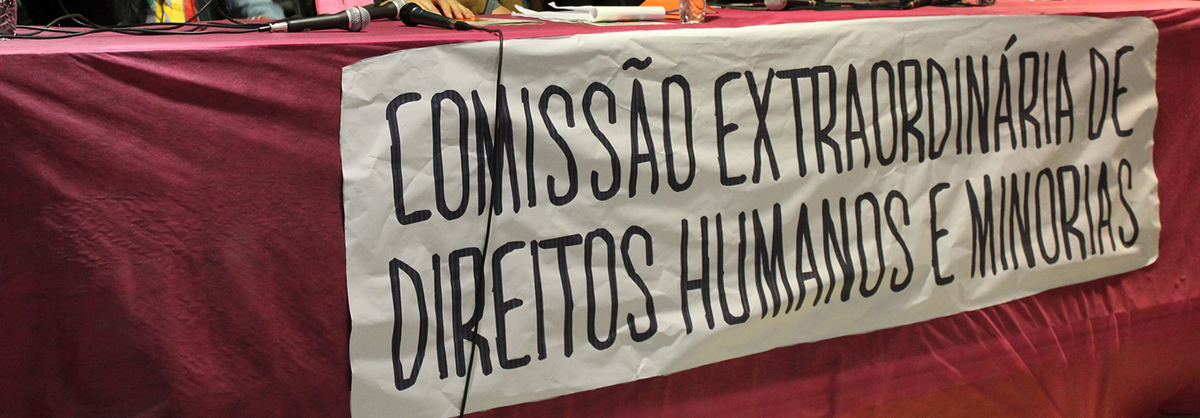 COMISSÃO EXTRAORDINÁRIA DE
DIREITOS HUMANOS E MINORIAS